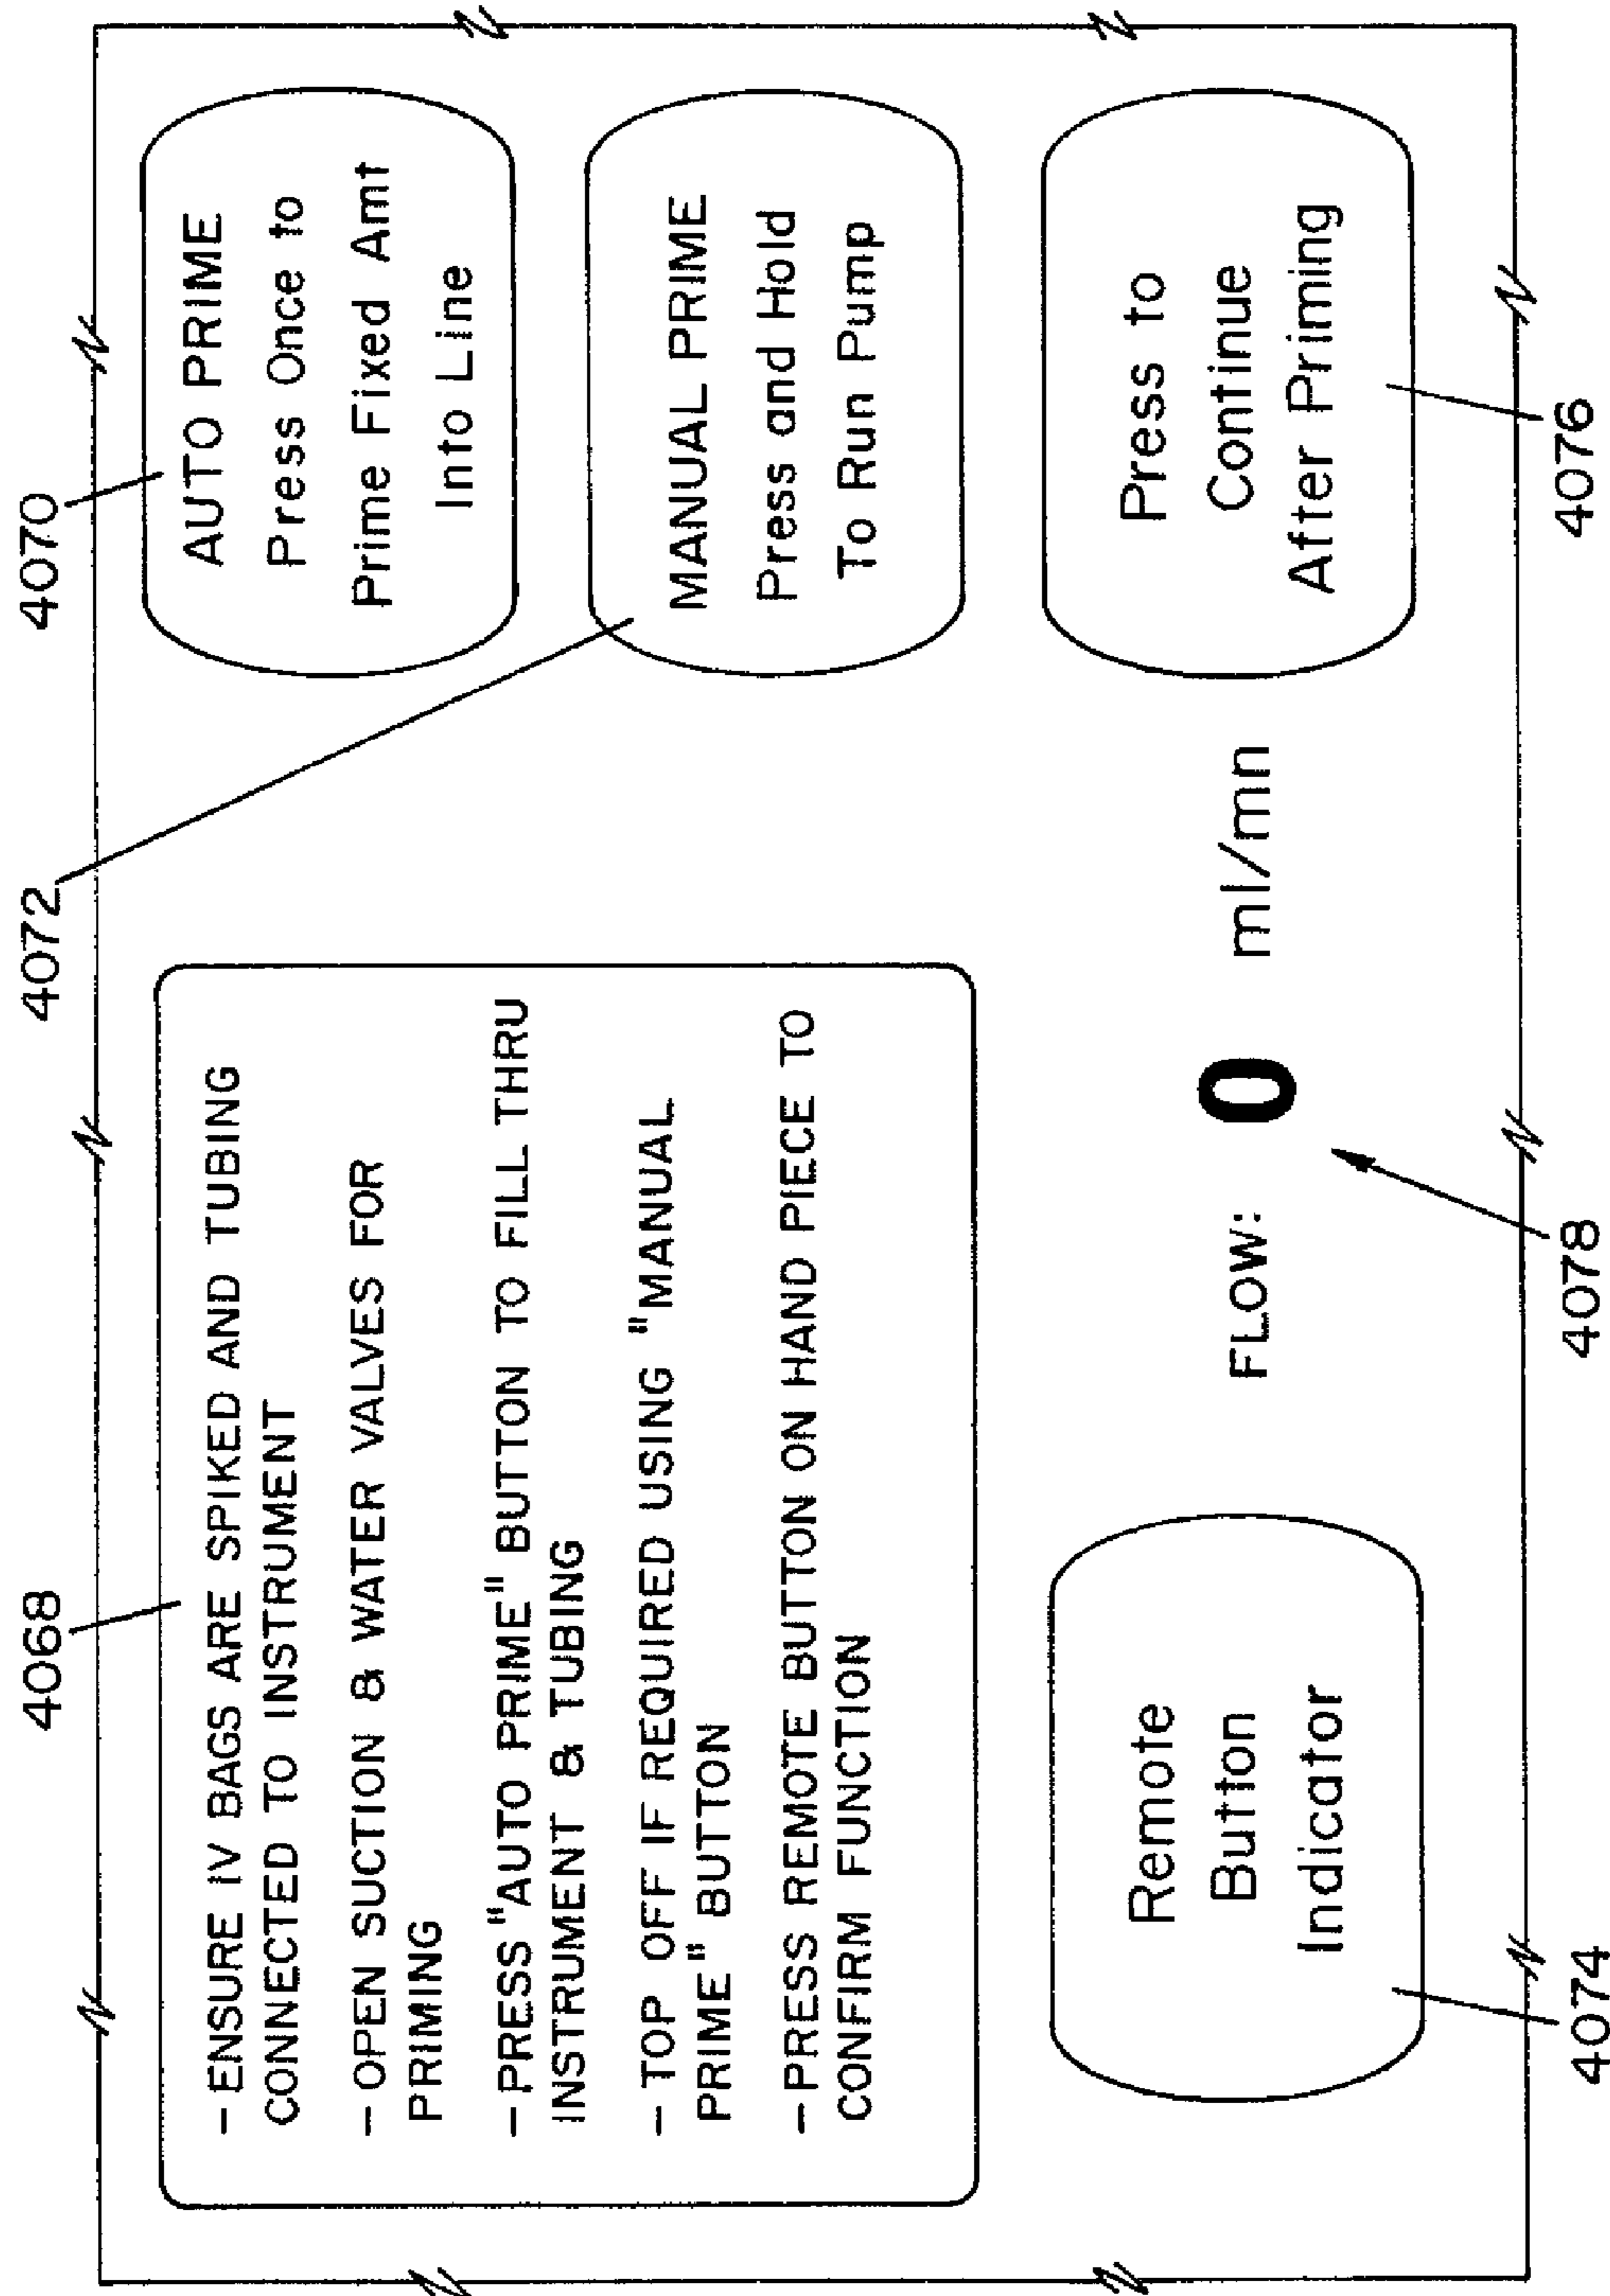 4068
4072
4070
– ENSURE IV BAGS ARE SPIKED AND TUBING
CONNECTED TO INSTRUMENT
– OPEN SUCTION & WATER VALVES FOR
PRIMING
– PRESS "AUTO PRIME" BUTTON TO FILL THRU
INSTRUMENT & TUBING
– TOP OFF IF REQUIRED USING "MANUAL
PRIME" BUTTON
– PRESS REMOTE BUTTON ON HAND PIECE TO
CONFIRM FUNCTION
AUTO PRIME
Press Once to
Prime Fixed Amt
Into Line
MANUAL PRIME
Press and Hold
To Run Pump
Remote
Button
Indicator
FLOW: 0 ml/mn
Press to
Continue
After Priming
4074
4078
4076